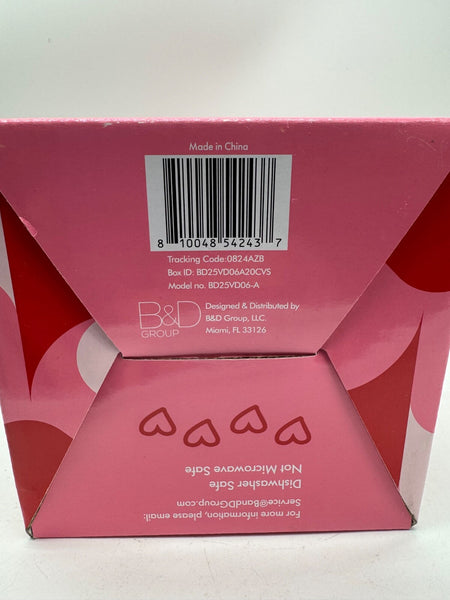 Made in China
8 10048 54243 7
Tracking Code:0824AZB
Box ID: BD25VD06A20CVS
Model no. BD25VD06-A
B&D
GROUP
Designed & Distributed by
B&D Group, LLC.
Miami, FL 33126
For more information, please email:
Service@BandDGroup.com
Dishwasher Safe
Not Microwave Safe